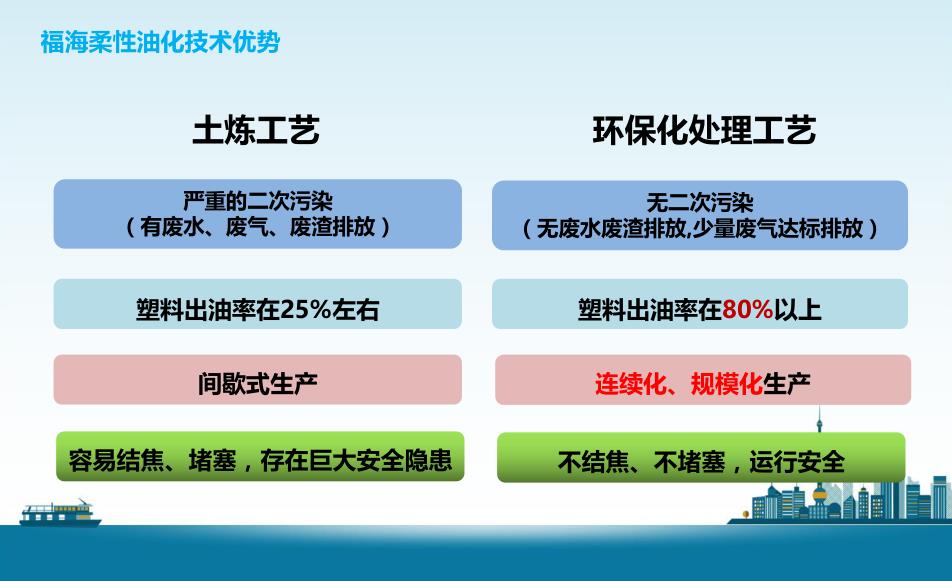 福海柔性油化技术优势
土炼工艺
环保化处理工艺
严重的二次污染
（有废水、废气、废渣排放）
无二次污染
（无废水废渣排放,少量废气达标排放）
塑料出油率在25%左右
塑料出油率在80%以上
间歇式生产
连续化、规模化生产
容易结焦、堵塞，存在巨大安全隐患
不结焦、不堵塞，运行安全